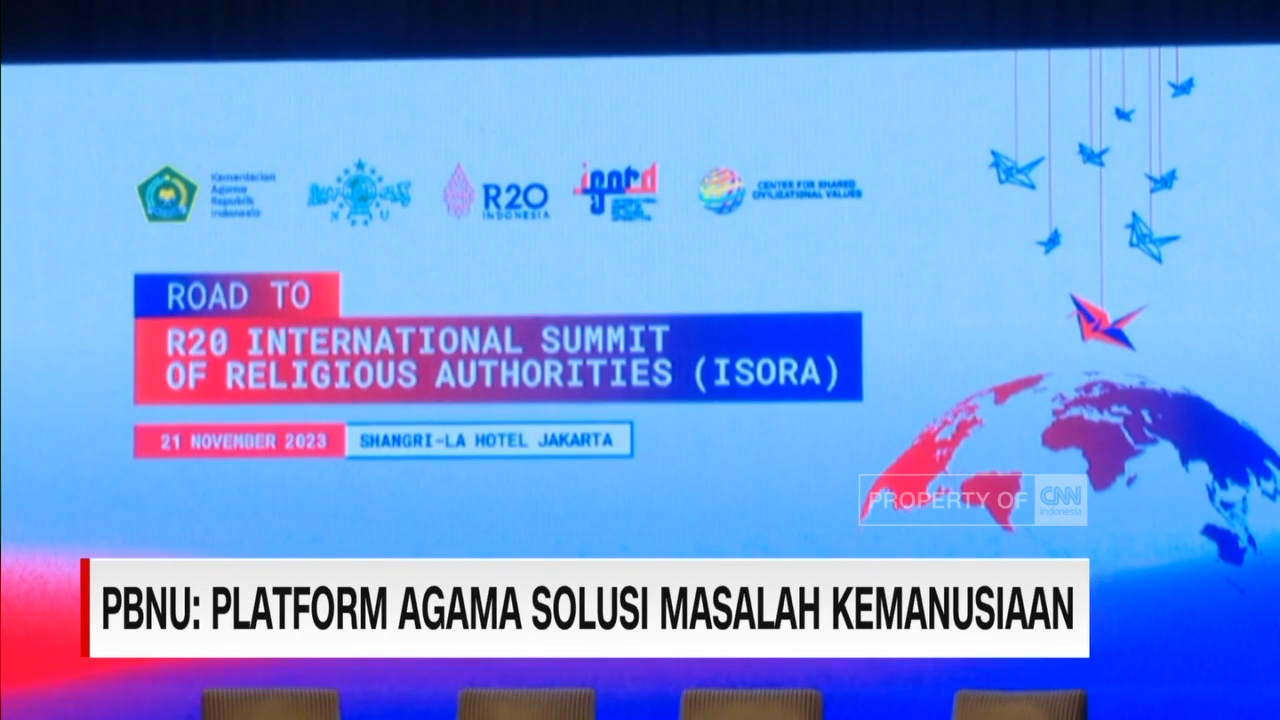 Kementerian
Agama
Republik
Indonesia
N U
R20
INDONESIA
isora
CENTER FOR SHARED
CIVILIZATIONAL VALUES
ROAD TO
R20 INTERNATIONAL SUMMIT
OF RELIGIOUS AUTHORITIES (ISORA)
21 NOVEMBER 2023
SHANGRI-LA HOTEL JAKARTA
PROPERTY OF CNN
Indonesia
PBNU: PLATFORM AGAMA SOLUSI MASALAH KEMANUSIAAN